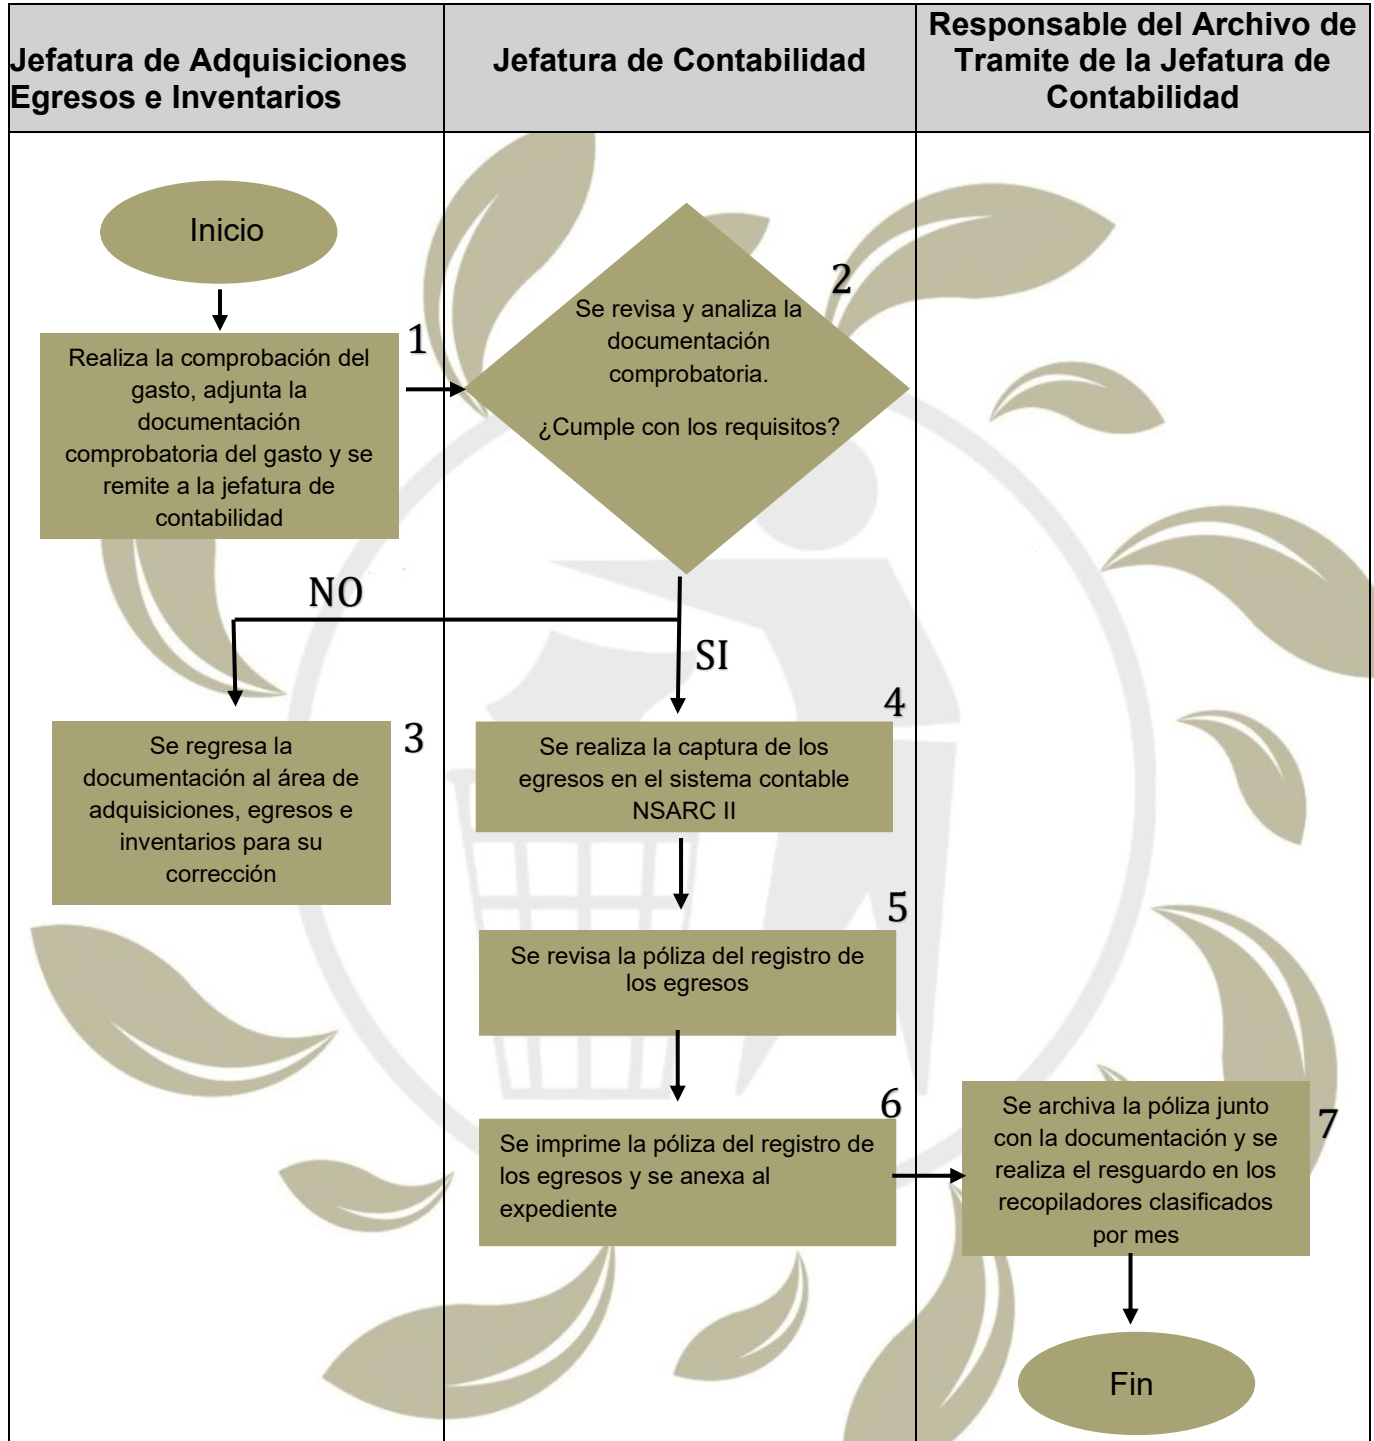 Jefatura de Adquisiciones
Egresos e Inventarios
Jefatura de Contabilidad
Responsable del Archivo de
Tramite de la Jefatura de
Contabilidad
Inicio
1
Realiza la comprobación del
gasto, adjunta la
documentación
comprobatoria del gasto y se
remite a la jefatura de
contabilidad
2
Se revisa y analiza la
documentación
comprobatoria.
¿Cumple con los requisitos?
NO
SI
3
Se regresa la
documentación al área de
adquisiciones, egresos e
inventarios para su
corrección
4
Se realiza la captura de los
egresos en el sistema contable
NSARC II
5
Se revisa la póliza del registro de
los egresos
6
Se imprime la póliza del registro de
los egresos y se anexa al
expediente
7
Se archiva la póliza junto
con la documentación y se
realiza el resguardo en los
recopiladores clasificados
por mes
Fin